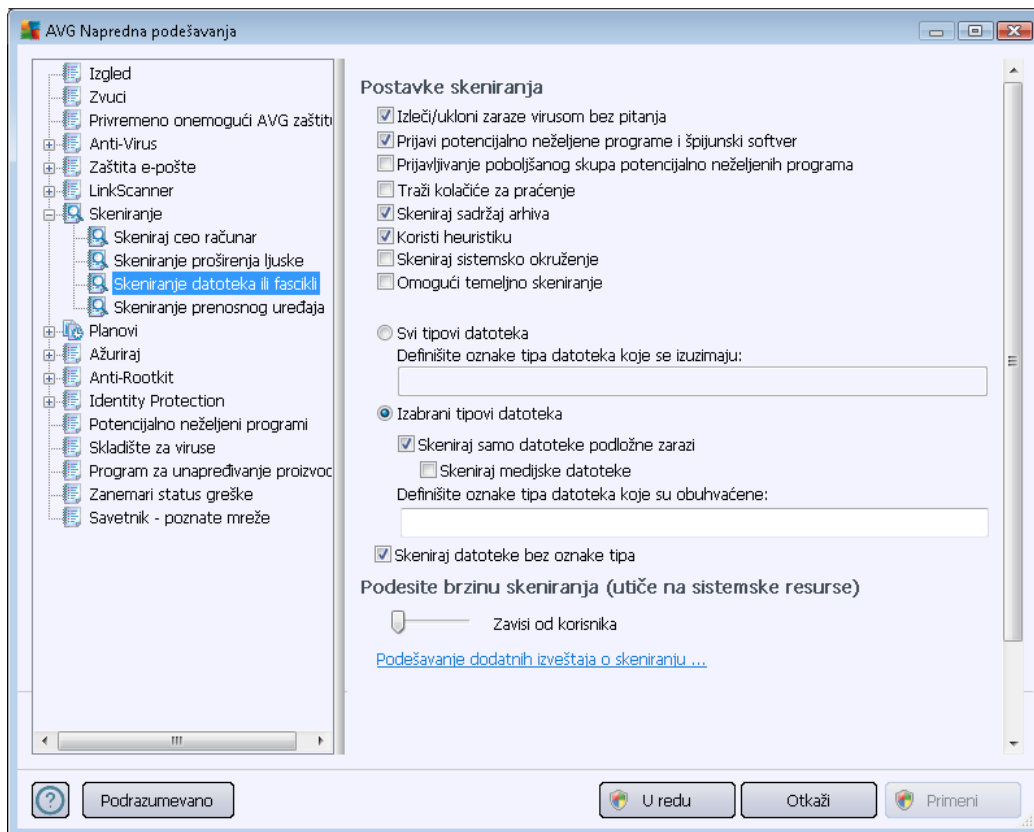 AVG Napredna podešavanja
Izgled
Zvuci
Privremeno onemogući AVG zaštitu
Anti-Virus
Zaštita e-pošte
LinkScanner
Skeniranje
Skeniraj ceo računar
Skeniranje proširenja ljuske
Skeniranje datoteka ili fascikli
Skeniranje prenosnog uređaja
Planovi
Ažuriraj
Anti-Rootkit
Identity Protection
Potencijalno neželjeni programi
Skladište za viruse
Program za unapređivanje proizvod
Zanemari status greške
Savetnik - poznate mreže
Postavke skeniranja
Izleči/ukloni zaraze virusom bez pitanja
Prijavi potencijalno neželjene programe i špijunski softver
Prijavljivanje poboljšanog skupa potencijalno neželjenih programa
Traži kolačiće za praćenje
Skeniraj sadržaj arhiva
Koristi heuristiku
Skeniraj sistemsko okruženje
Omogući temeljno skeniranje
Svi tipovi datoteka
Definišite oznake tipa datoteka koje se izuzimaju:
Izabrani tipovi datoteka
Skeniraj samo datoteke podložne zarazi
Skeniraj medijske datoteke
Definišite oznake tipa datoteka koje su obuhvaćene:
Skeniraj datoteke bez oznake tipa
Podesite brzinu skeniranja (utiče na sistemske resurse)
Zavisi od korisnika
Podešavanje dodatnih izveštaja o skeniranju ...
Podrazumevano
U redu
Otkaži
Primeni